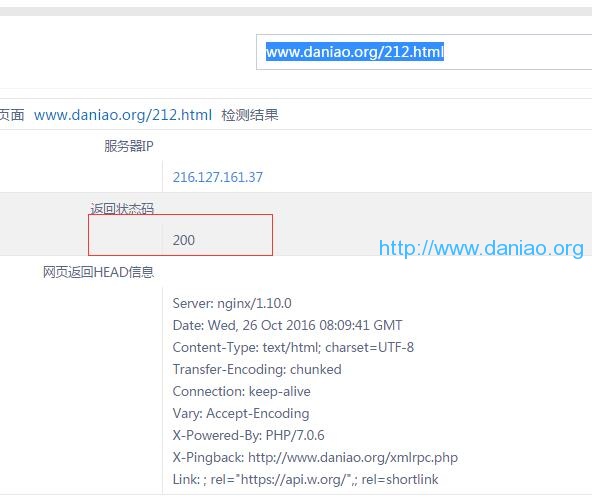 www.daniao.org/212.html
页面 www.daniao.org/212.html 检测结果
服务器IP
216.127.161.37
返回状态码
200
http://www.daniao.org
网页返回HEAD信息
Server: nginx/1.10.0
Date: Wed, 26 Oct 2016 08:09:41 GMT
Content-Type: text/html; charset=UTF-8
Transfer-Encoding: chunked
Connection: keep-alive
Vary: Accept-Encoding
X-Powered-By: PHP/7.0.6
X-Pingback: http://www.daniao.org/xmlrpc.php
Link: ; rel="https://api.w.org/",; rel=shortlink